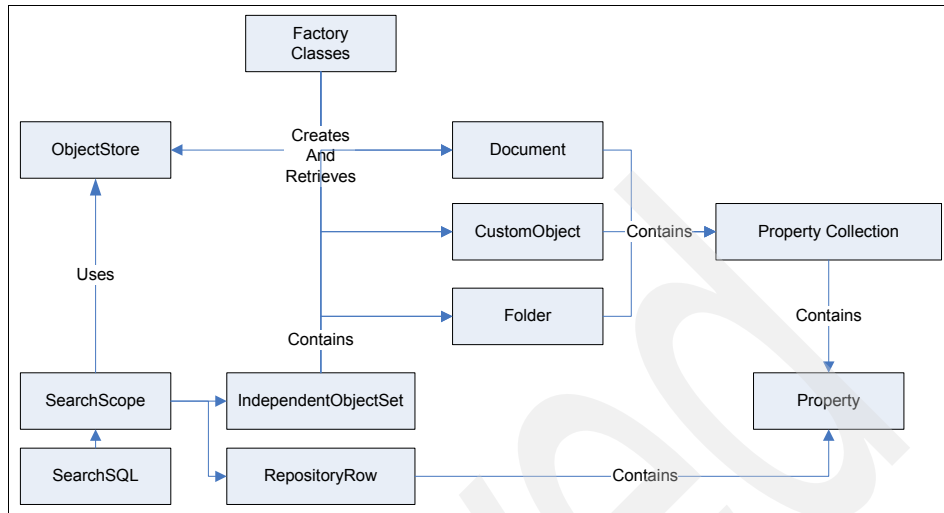 Factory
Classes
ObjectStore
Creates
And
Retrieves
Document
CustomObject
Contains
Property Collection
Uses
Folder
Contains
Contains
SearchScope
IndependentObjectSet
Property
SearchSQL
RepositoryRow
Contains